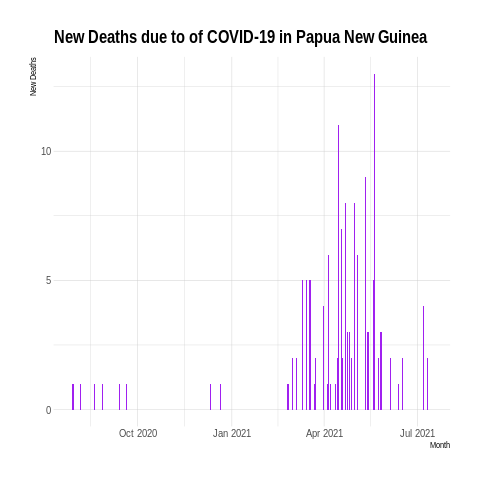 New Deaths due to of COVID-19 in Papua New Guinea
New Deaths
10
5
0
Oct 2020 Jan 2021 Apr 2021 Jul 2021
Month